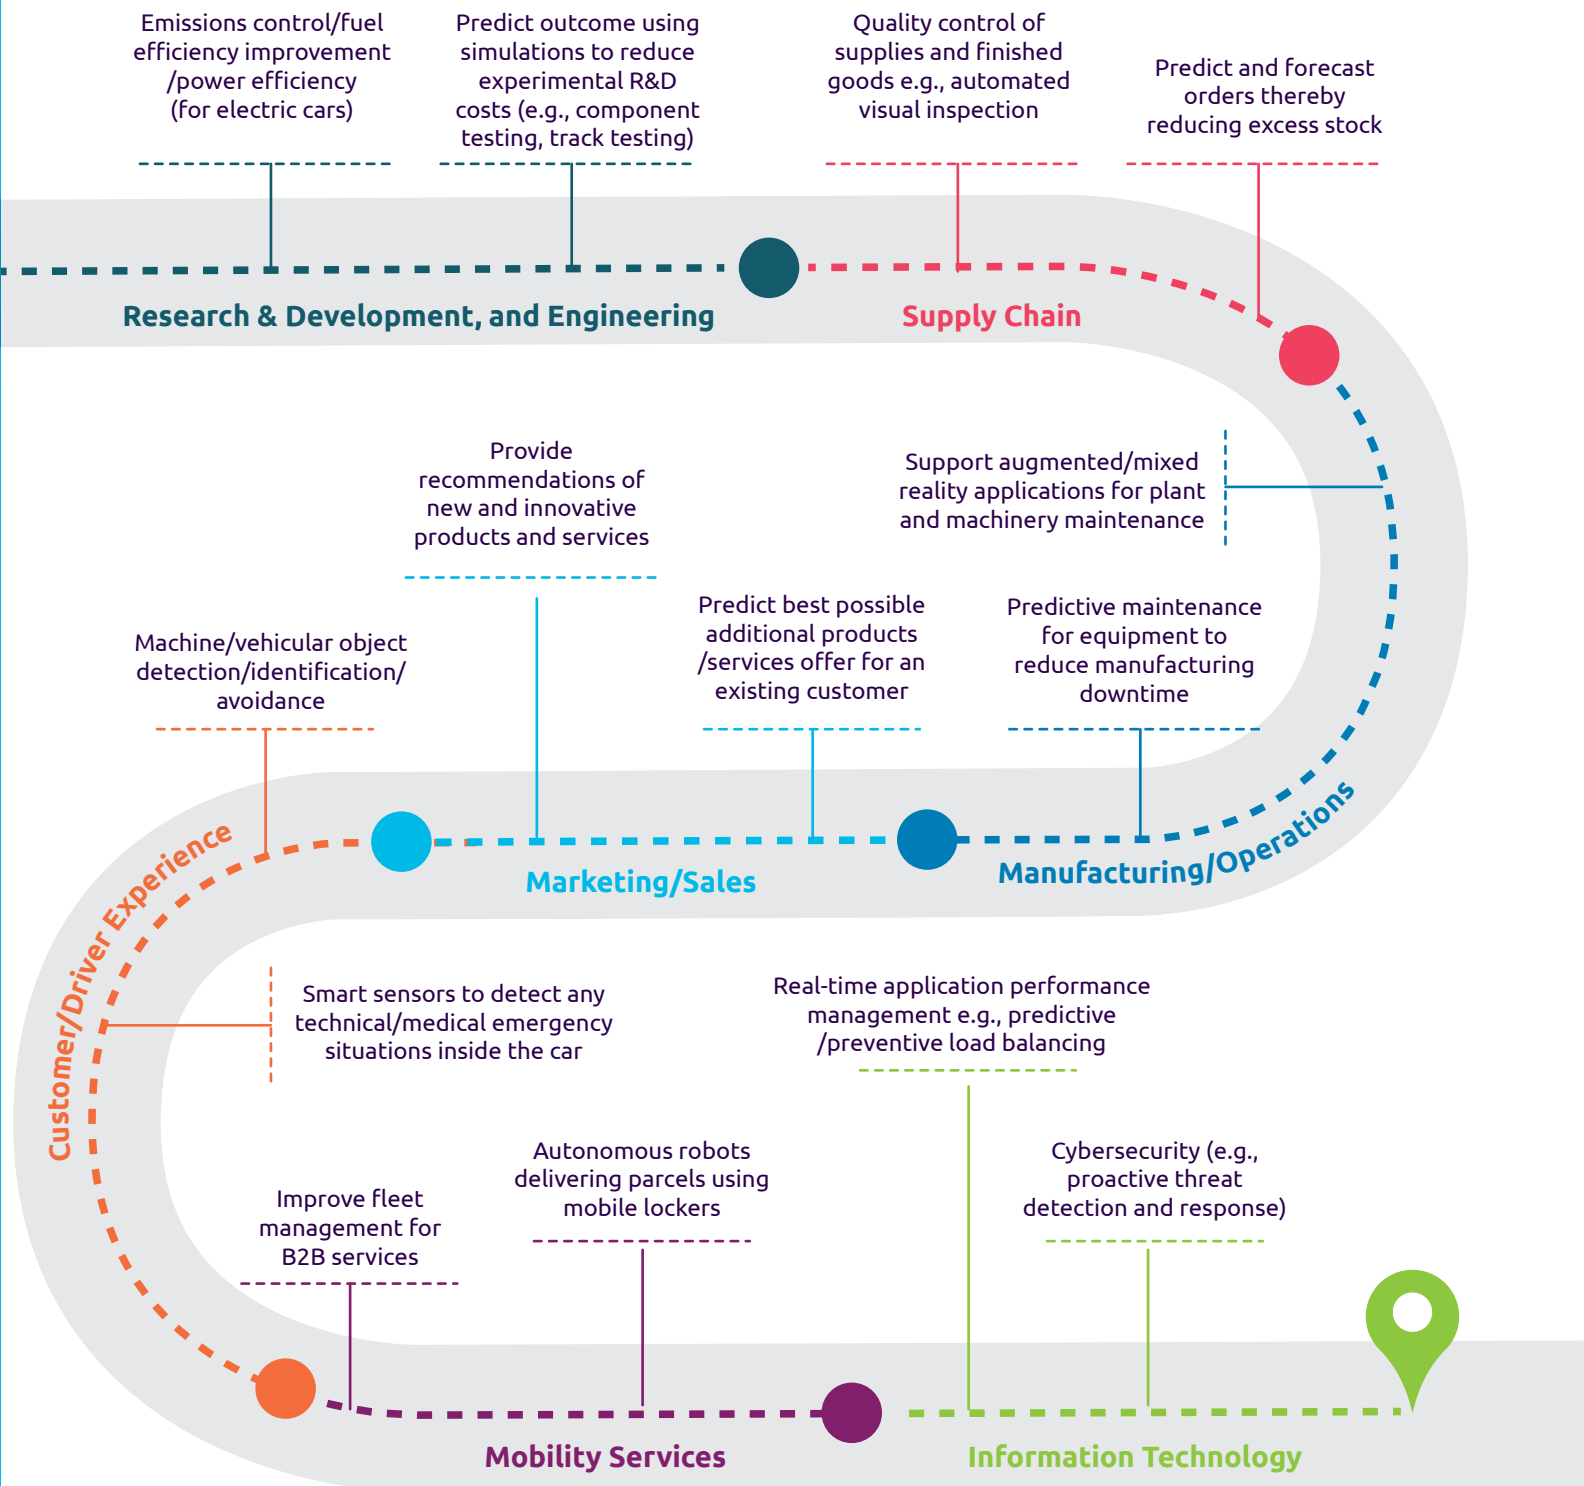 Emissions control/fuel
efficiency improvement
/power efficiency
(for electric cars)
Predict outcome using
simulations to reduce
experimental R&D
costs (e.g., component
testing, track testing)
Quality control of
supplies and finished
goods e.g., automated
visual inspection
Predict and forecast
orders thereby
reducing excess stock
Research & Development, and Engineering
Supply Chain
Support augmented/mixed
reality applications for plant
and machinery maintenance
Predictive maintenance
for equipment to
reduce manufacturing
downtime
Manufacturing/Operations
Predict best possible
additional products
/services offer for an
existing customer
Provide
recommendations of
new and innovative
products and services
Marketing/Sales
Machine/vehicular object
detection/identification/
avoidance
Customer/Driver Experience
Smart sensors to detect any
technical/medical emergency
situations inside the car
Improve fleet
management for
B2B services
Autonomous robots
delivering parcels using
mobile lockers
Mobility Services
Real-time application performance
management e.g., predictive
/preventive load balancing
Cybersecurity (e.g.,
proactive threat
detection and response)
Information Technology